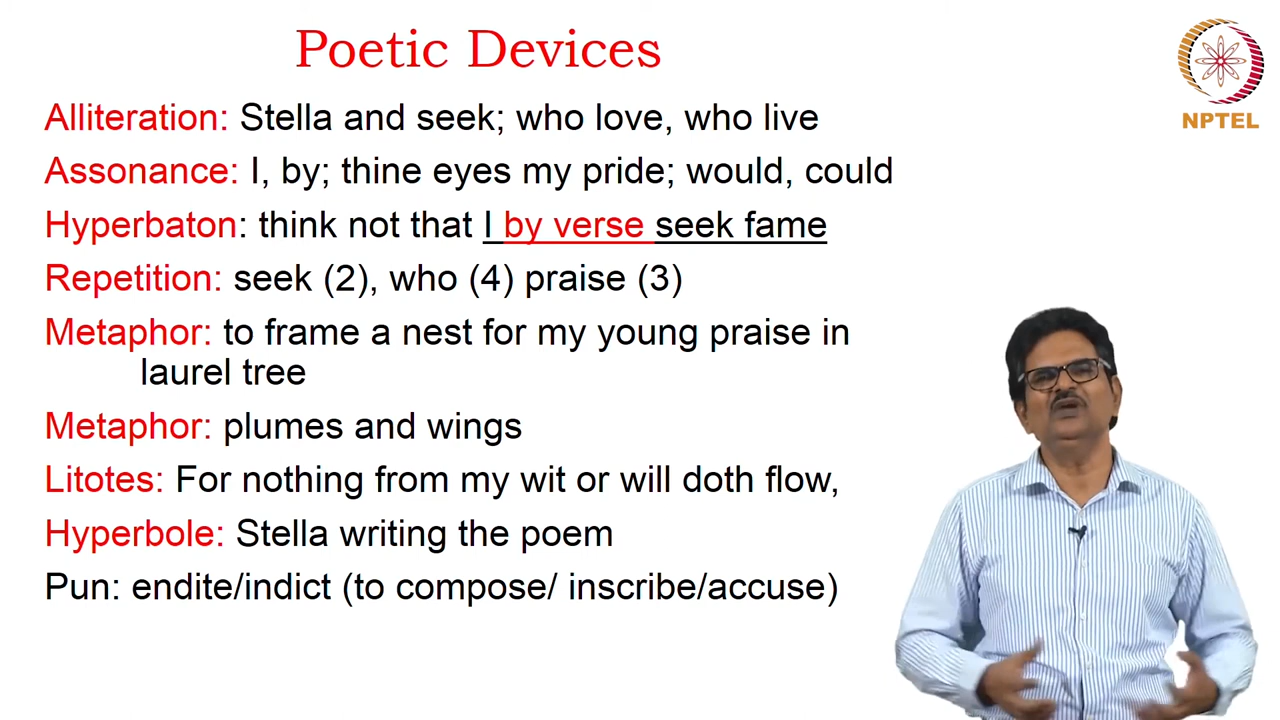 Poetic Devices
NPTEL
Alliteration: Stella and seek; who love, who live
Assonance: I, by; thine eyes my pride; would, could
Hyperbaton: think not that I by verse seek fame
Repetition: seek (2), who (4) praise (3)
Metaphor: to frame a nest for my young praise in
laurel tree
Metaphor: plumes and wings
Litotes: For nothing from my wit or will doth flow,
Hyperbole: Stella writing the poem
Pun: endite/indict (to compose/ inscribe/accuse)